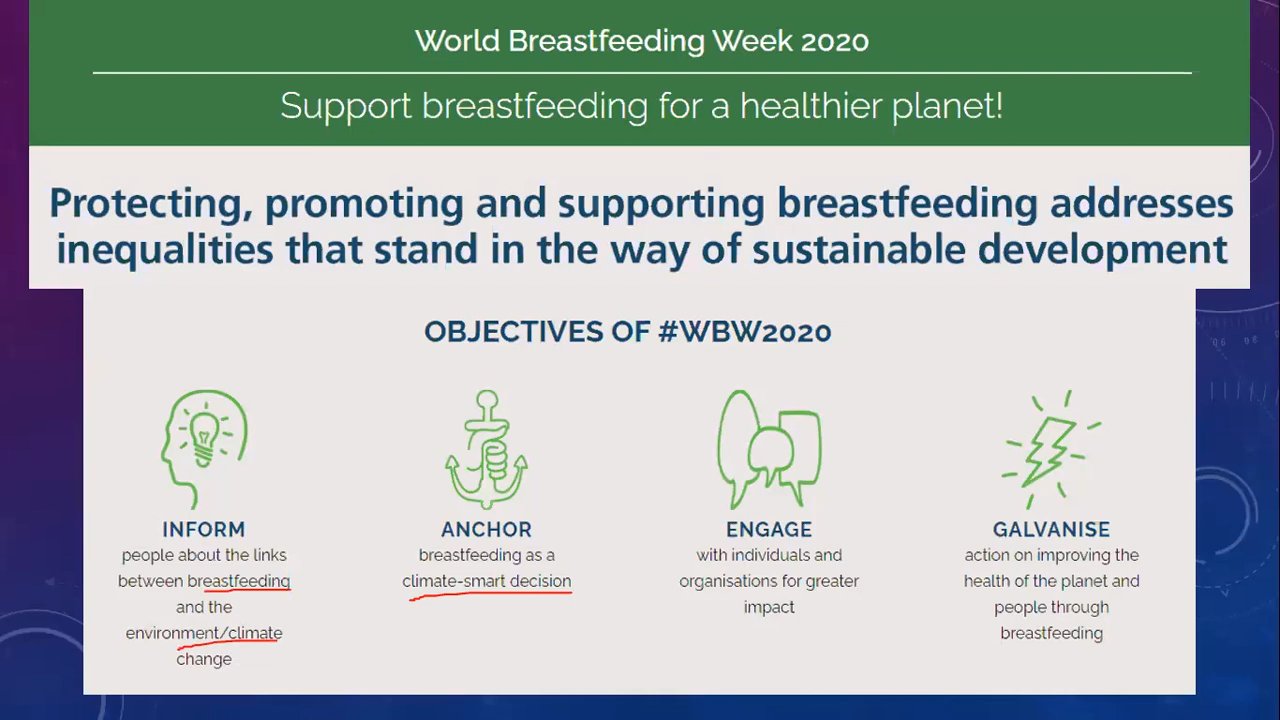 World Breastfeeding Week 2020
Support breastfeeding for a healthier planet!
Protecting, promoting and supporting breastfeeding addresses
inequalities that stand in the way of sustainable development
OBJECTIVES OF #WBW2020
INFORM
people about the links
between breastfeeding
and the
environment/climate
change
ANCHOR
breastfeeding as a
climate-smart decision
ENGAGE
with individuals and
organisations for greater
impact
GALVANISE
action on improving the
health of the planet and
people through
breastfeeding